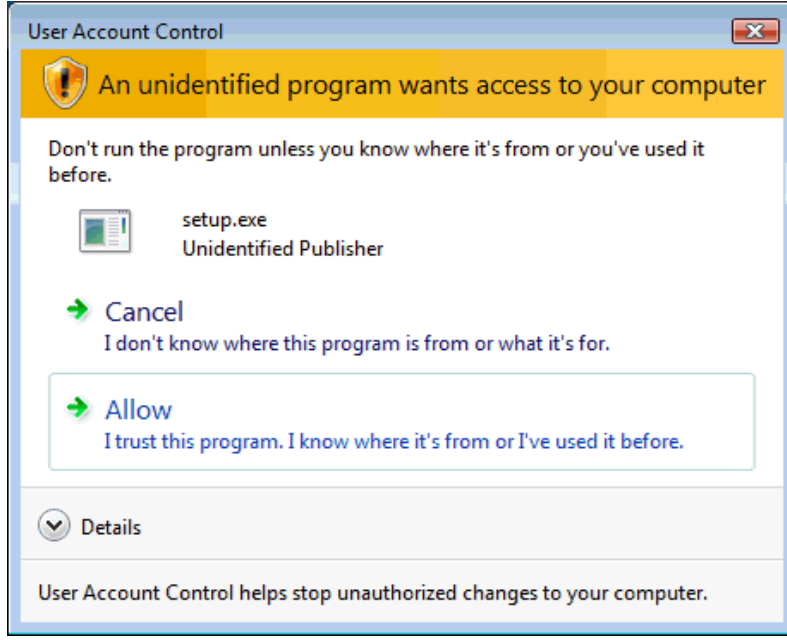 User Account Control
An unidentified program wants access to your computer
Don't run the program unless you know where it's from or you've used it
before.
setup.exe
Unidentified Publisher
Cancel
I don't know where this program is from or what it's for.
Allow
I trust this program. I know where it's from or I've used it before.
Details
User Account Control helps stop unauthorized changes to your computer.